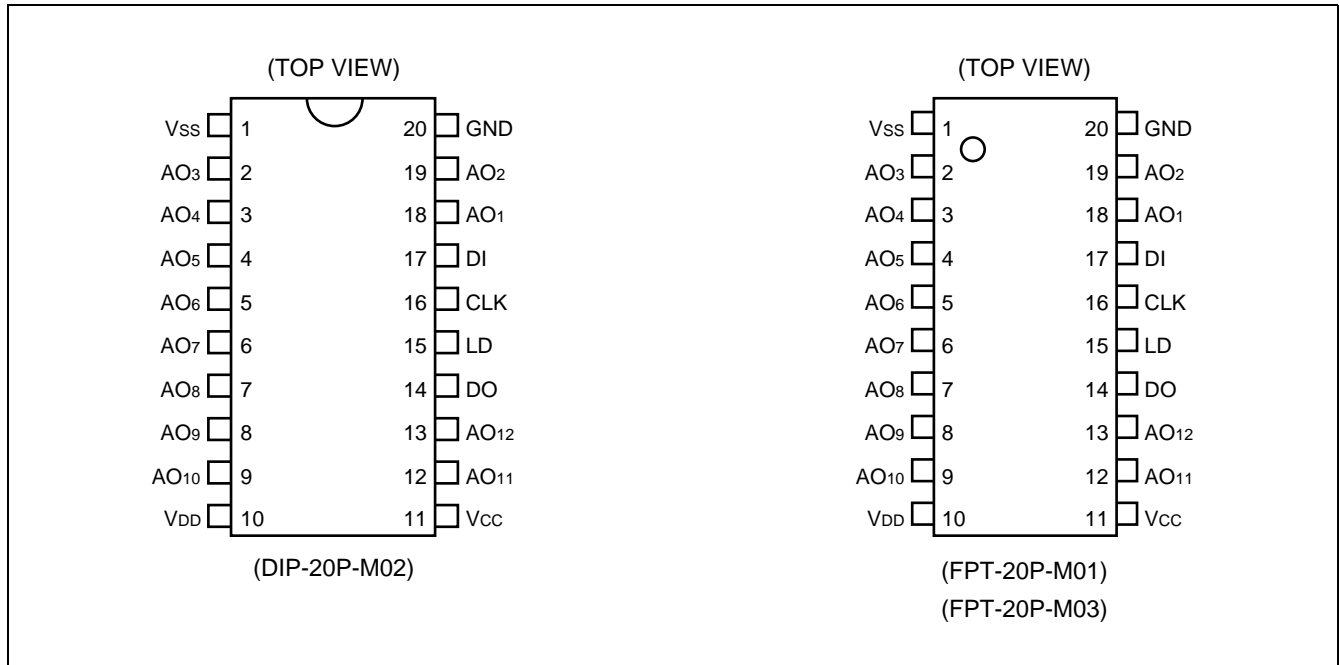 (TOP VIEW)
VSS 1 20 GND
AO3 2 19 AO2
AO4 3 18 AO1
AO5 4 17 DI
AO6 5 16 CLK
AO7 6 15 LD
AO8 7 14 DO
AO9 8 13 AO12
AO10 9 12 AO11
VDD 10 11 VCC
(DIP-20P-M02)
(TOP VIEW)
VSS 1 20 GND
AO3 2 19 AO2
AO4 3 18 AO1
AO5 4 17 DI
AO6 5 16 CLK
AO7 6 15 LD
AO8 7 14 DO
AO9 8 13 AO12
AO10 9 12 AO11
VDD 10 11 VCC
(FPT-20P-M01)
(FPT-20P-M03)